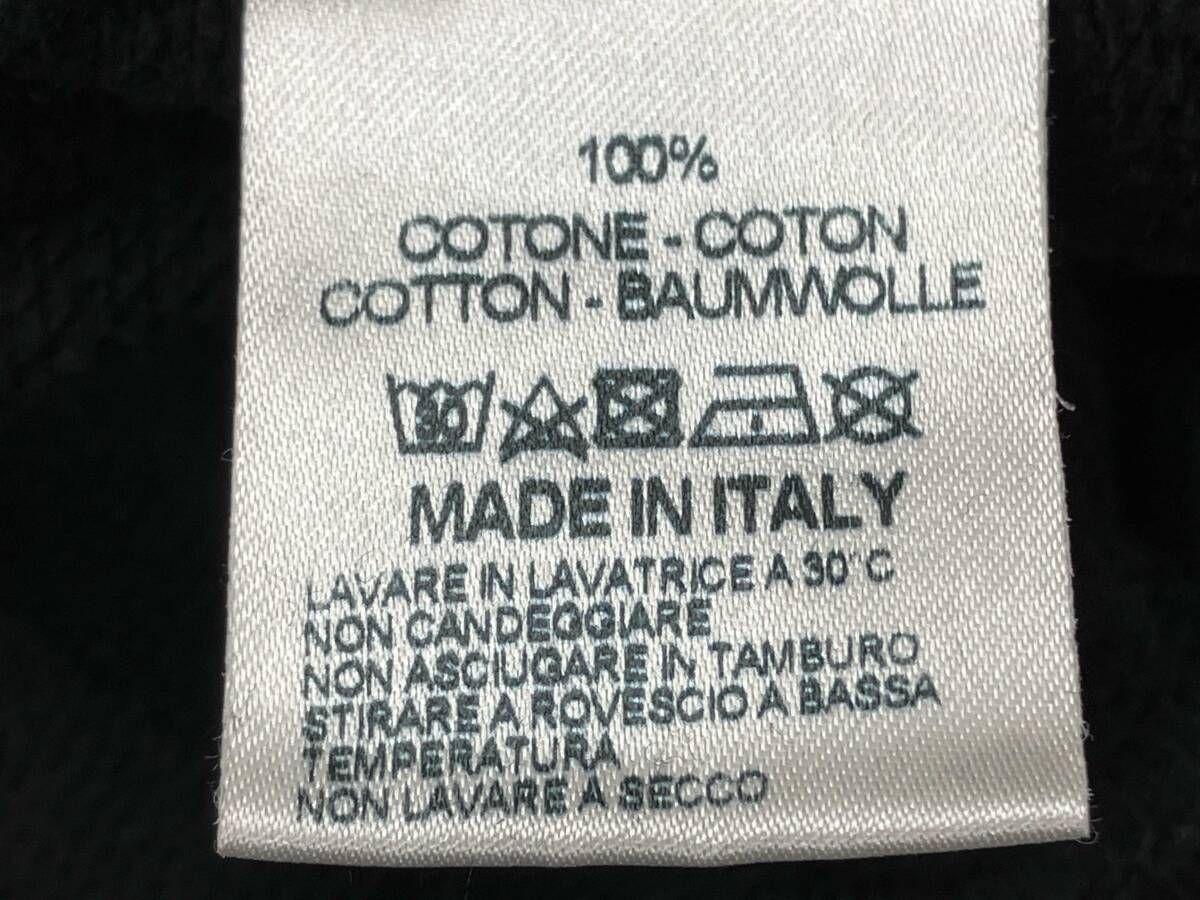 100%
COTONE - COTON
COTTON - BAUMWOLLE
30
MADE IN ITALY
LAVARE IN LAVATRICE A 30°C
NON CANDEGGIARE
NON ASCIUGARE IN TAMBURO
STIRARE A ROVESCIO A BASSA
TEMPERATURA
NON LAVARE A SECCO